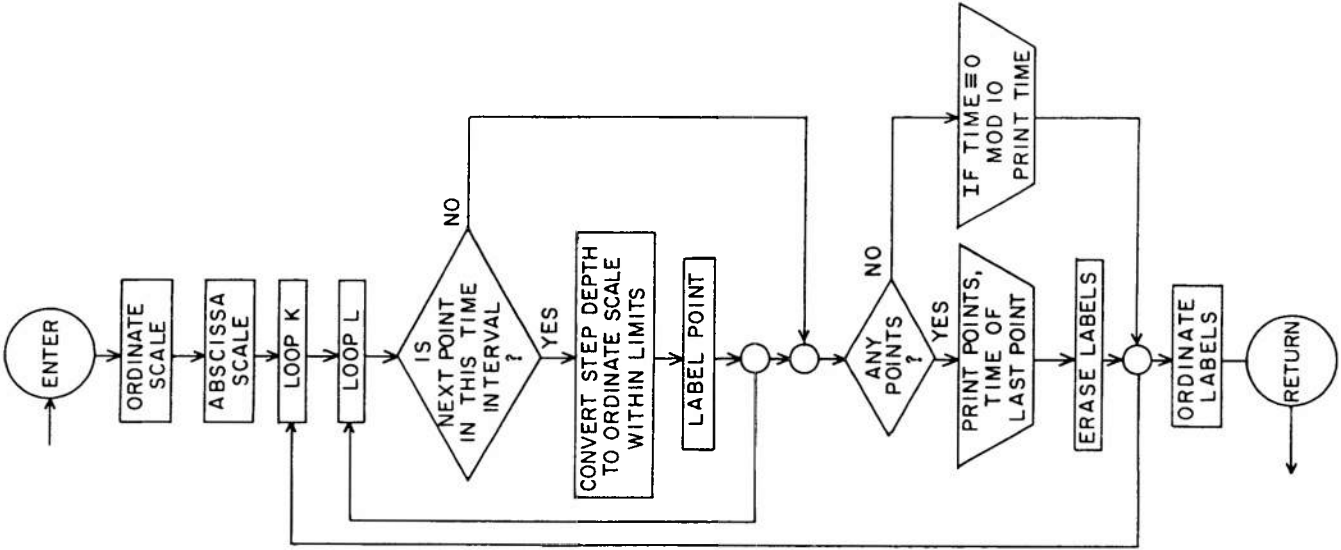 ENTER
ORDINATE
SCALE
ABSCISSA
SCALE
LOOP K
LOOP L
IS
NEXT POINT
IN THIS TIME
INTERVAL
?
NO
YES
CONVERT STEP DEPTH
TO ORDINATE SCALE
WITHIN LIMITS
LABEL POINT
ANY
POINTS
?
NO
YES
IF TIME≡0
MOD 10
PRINT TIME
PRINT POINTS,
TIME OF
LAST POINT
ERASE LABELS
ORDINATE
LABELS
RETURN